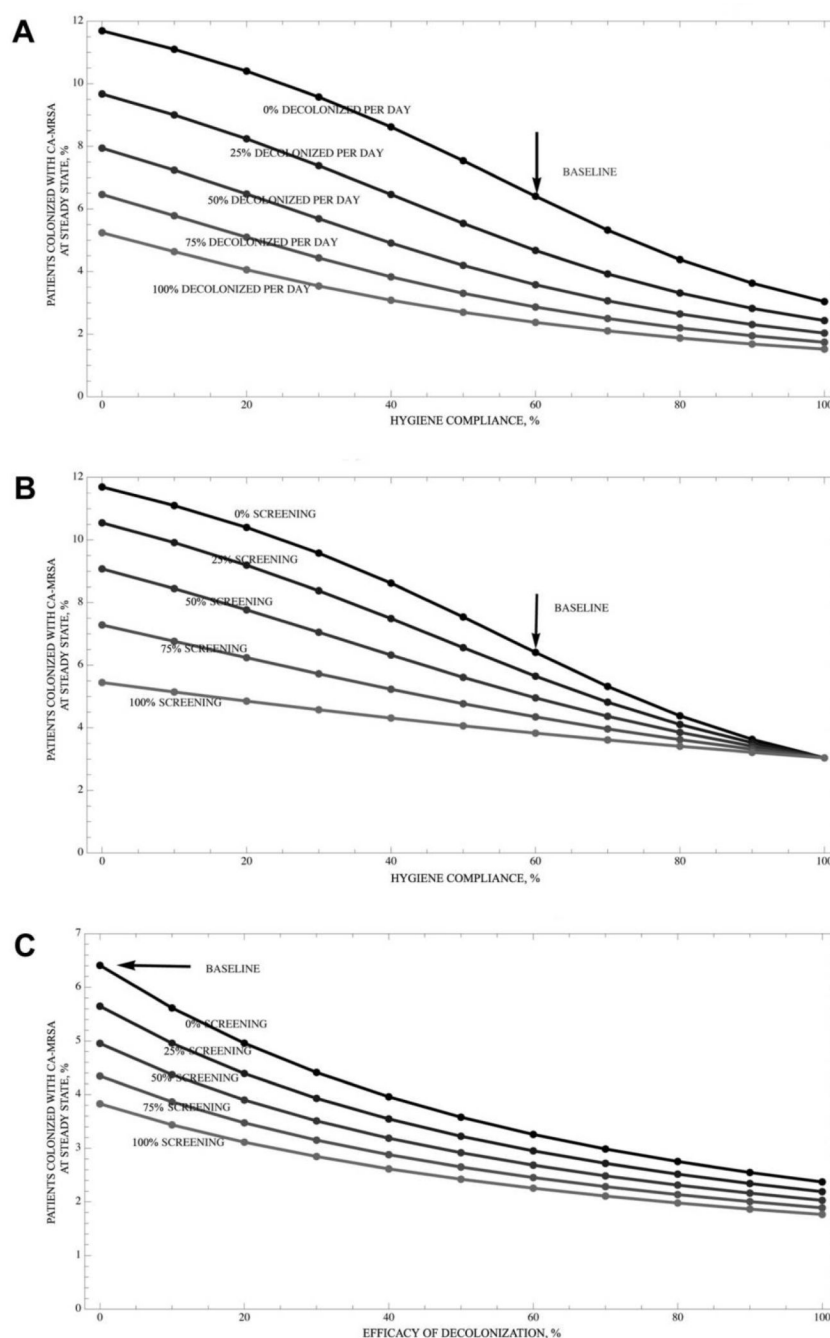 A
PATIENTS COLONIZED WITH CA-MRSA
AT STEADY STATE, %
12
10
8
6
4
2
0
0% DECOLONIZED PER DAY
25% DECOLONIZED PER DAY
50% DECOLONIZED PER DAY
75% DECOLONIZED PER DAY
100% DECOLONIZED PER DAY
BASELINE
0 20 40 60 80 100
HYGIENE COMPLIANCE, %
B
PATIENTS COLONIZED WITH CA-MRSA
AT STEADY STATE, %
12
10
8
6
4
2
0
0% SCREENING
25% SCREENING
50% SCREENING
75% SCREENING
100% SCREENING
BASELINE
0 20 40 60 80 100
HYGIENE COMPLIANCE, %
C
PATIENTS COLONIZED WITH CA-MRSA
AT STEADY STATE, %
7
6
5
4
3
2
1
0
BASELINE
0% SCREENING
25% SCREENING
50% SCREENING
75% SCREENING
100% SCREENING
0 20 40 60 80 100
EFFICACY OF DECOLONIZATION, %